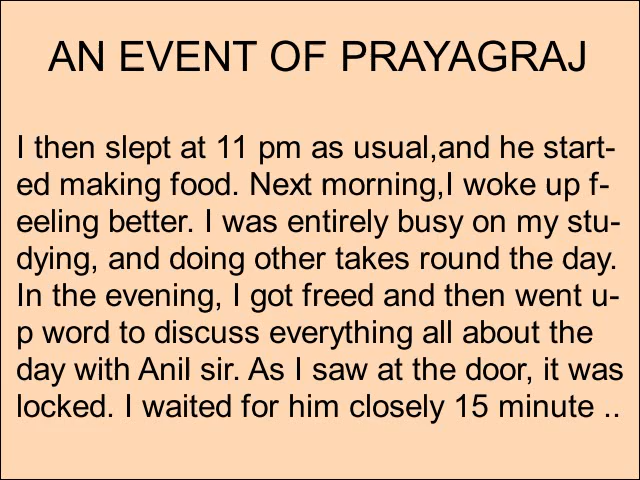 AN EVENT OF PRAYAGRAJ
I then slept at 11 pm as usual,and he start-
ed making food. Next morning,I woke up f-
eeling better. I was entirely busy on my stu-
dying, and doing other takes round the day.
In the evening, I got freed and then went u-
p word to discuss everything all about the
day with Anil sir. As I saw at the door, it was
locked. I waited for him closely 15 minute ..